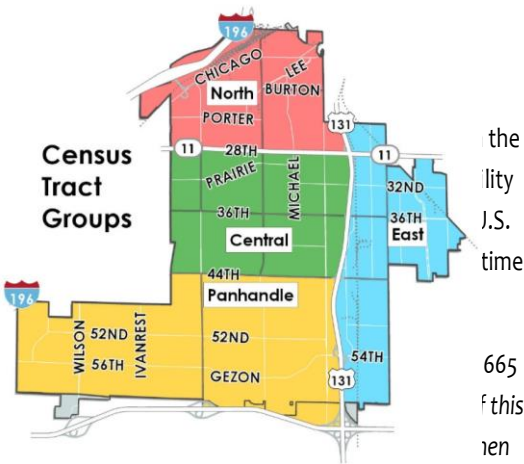 196
CHICAGO
LEE
North
BURTON
131
PORTER
the
11
28TH
11
Census
Tract
Groups
PRAIRIE
MICHAEL
32ND
36TH
36TH
East
U.S.
Central
time
44TH
196
Panhandle
WILSON
IVANREST
52ND
52ND
54TH
56TH
GEZON
131
665
this